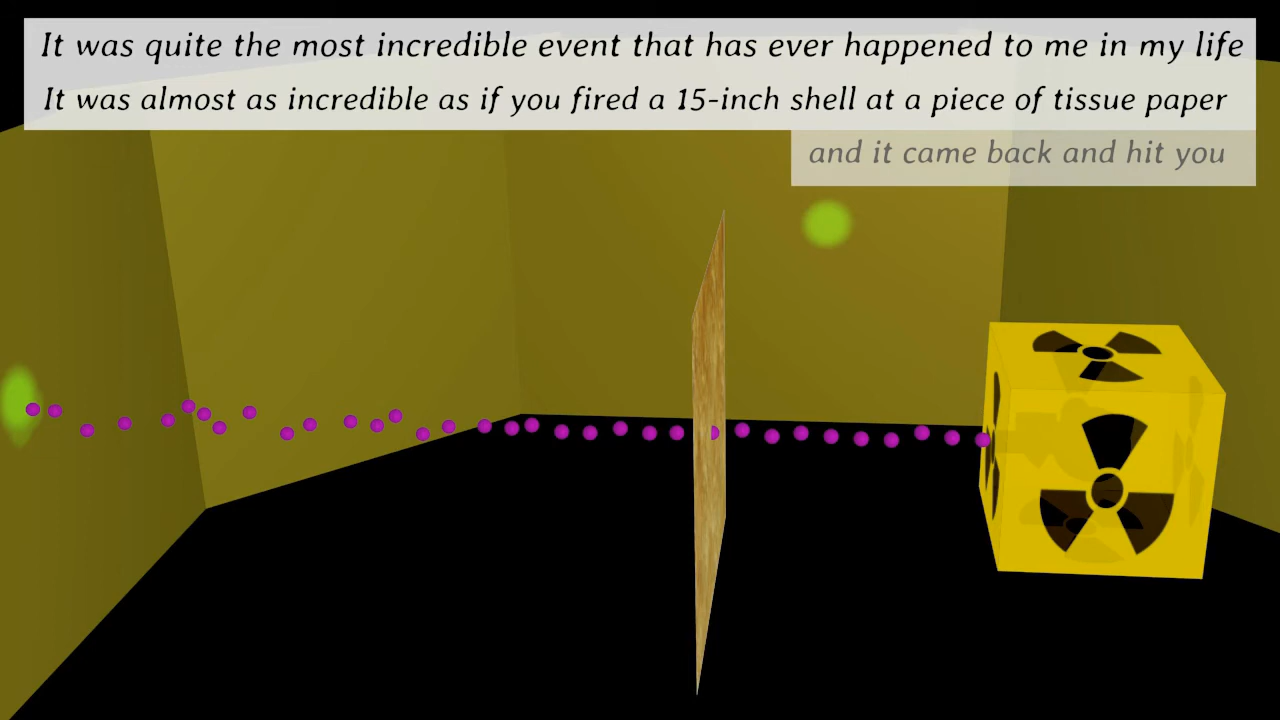 It was quite the most incredible event that has ever happened to me in my life
It was almost as incredible as if you fired a 15-inch shell at a piece of tissue paper
and it came back and hit you